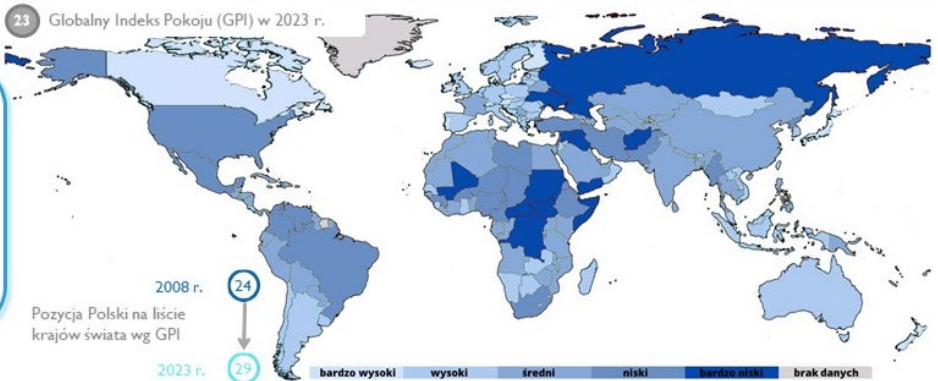 23 Globalny Indeks Pokoju (GPI) w 2023 r.
2008 r. 24
Pozycja Polski na liście
krajów świata wg GPI
2023 r. 29
bardzo wysoki wysoki średni niski bardzo niski brak danych